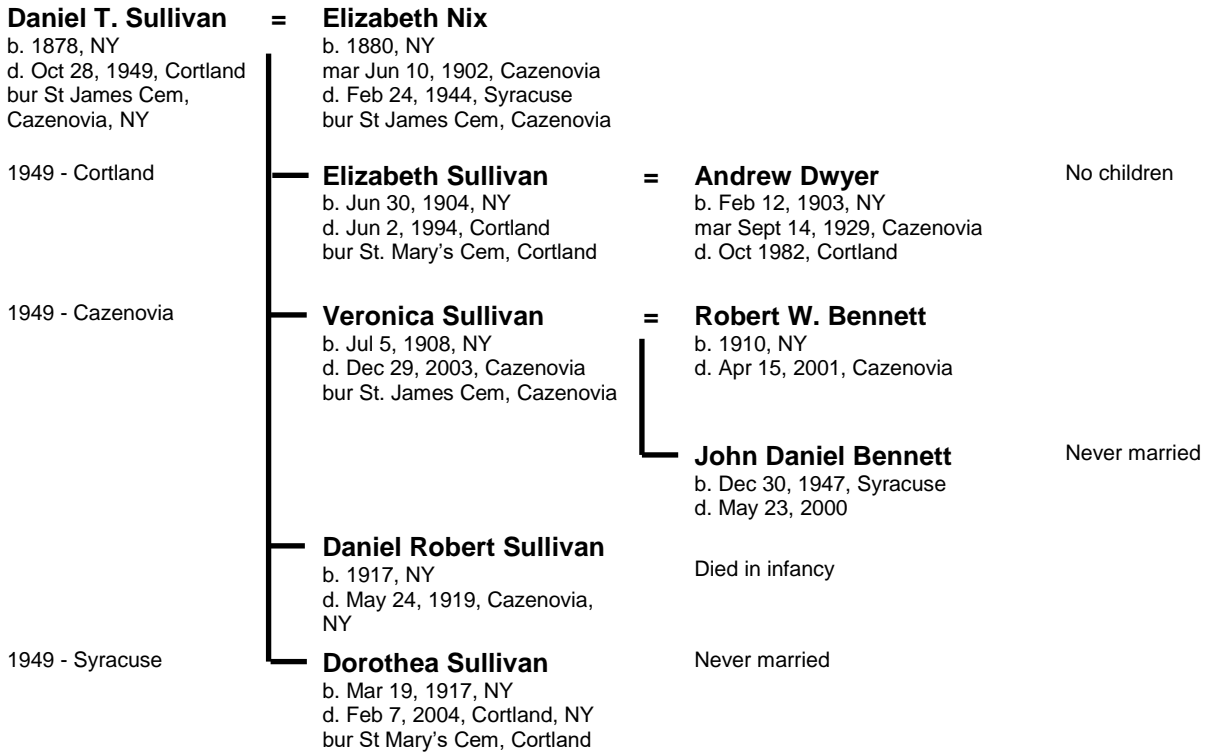 Daniel T. Sullivan = Elizabeth Nix
b. 1878, NY
d. Oct 28, 1949, Cortland
bur St James Cem,
Cazenovia, NY
b. 1880, NY
mar Jun 10, 1902, Cazenovia
d. Feb 24, 1944, Syracuse
bur St James Cem, Cazenovia
1949 - Cortland
Elizabeth Sullivan = Andrew Dwyer
b. Jun 30, 1904, NY
d. Jun 2, 1994, Cortland
bur St. Mary's Cem, Cortland
b. Feb 12, 1903, NY
mar Sept 14, 1929, Cazenovia
d. Oct 1982, Cortland
No children
1949 - Cazenovia
Veronica Sullivan = Robert W. Bennett
b. Jul 5, 1908, NY
d. Dec 29, 2003, Cazenovia
bur St. James Cem, Cazenovia
b. 1910, NY
d. Apr 15, 2001, Cazenovia
John Daniel Bennett
b. Dec 30, 1947, Syracuse
d. May 23, 2000
Never married
Daniel Robert Sullivan
b. 1917, NY
d. May 24, 1919, Cazenovia,
NY
Died in infancy
1949 - Syracuse
Dorothea Sullivan
b. Mar 19, 1917, NY
d. Feb 7, 2004, Cortland, NY
bur St Mary's Cem, Cortland
Never married